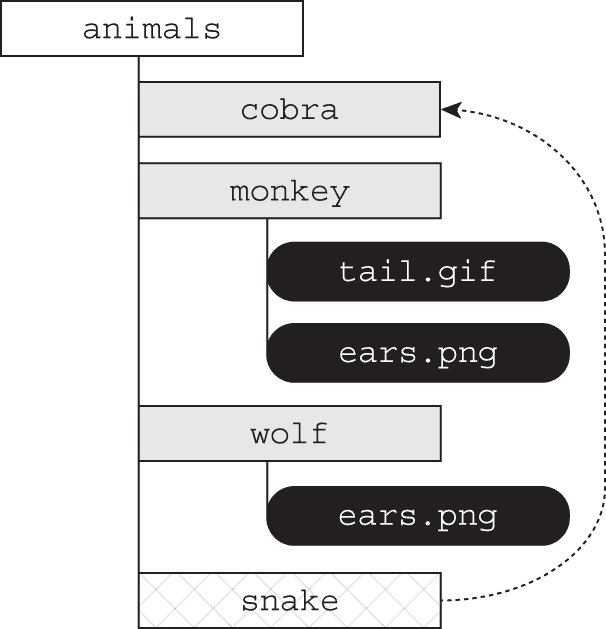 animals
cobra
monkey
tail.gif
ears.png
wolf
ears.png
snake